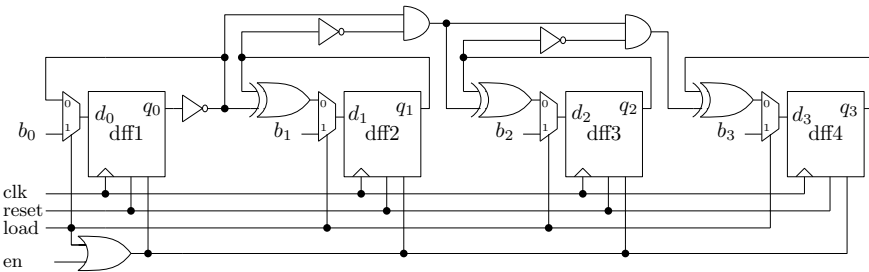 0 0 0 0
d₀ q₀ d₁ q₁ d₂ q₂ d₃ q₃
b₀ 1 dff1 b₁ 1 dff2 b₂ 1 dff3 b₃ 1 dff4
clk
reset
load
en